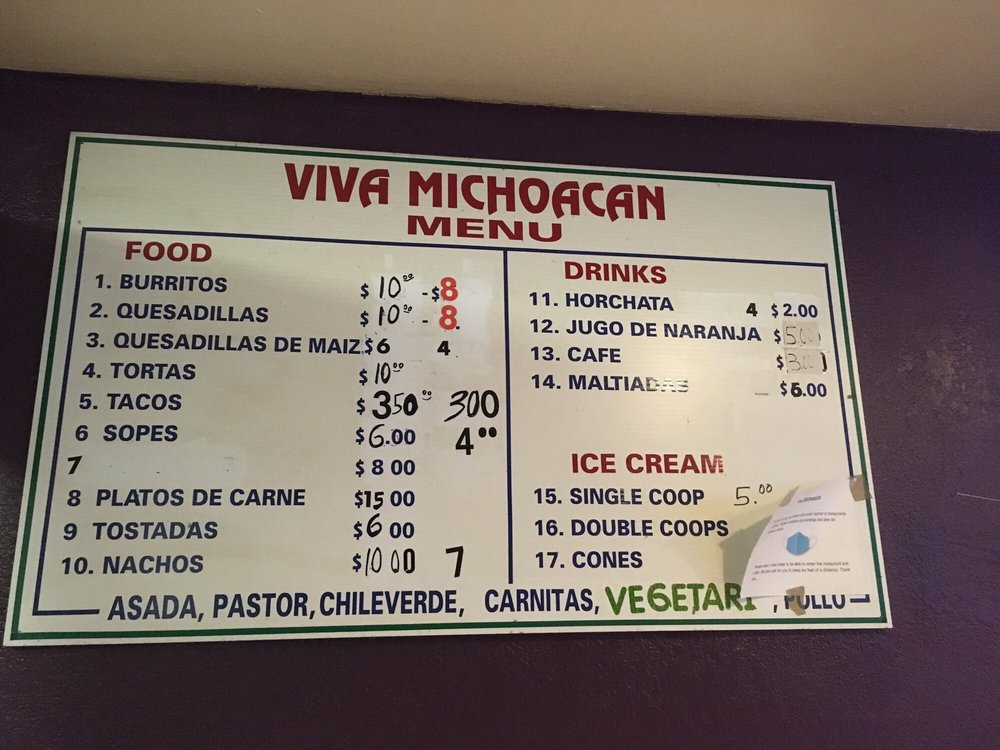 VIVA MICHOACAN
MENU
FOOD
1. BURRITOS $10.00 - $8
2. QUESADILLAS $10.00 - 8
3. QUESADILLAS DE MAIZ $6 4
4. TORTAS $10.00
5. TACOS $3.50 300
6 SOPES $6.00 4.00
7 $8 00
8 PLATOS DE CARNE $15 00
9 TOSTADAS $6 00
10. NACHOS $10 00 7
DRINKS
11. HORCHATA 4 $2.00
12. JUGO DE NARANJA $5.00
13. CAFE $3.00
14. MALTIADAS $6.00
ICE CREAM
15. SINGLE COOP 5.00
16. DOUBLE COOPS
17. CONES
ASADA, PASTOR, CHILEVERDE, CARNITAS, VEGETARI, POLLO